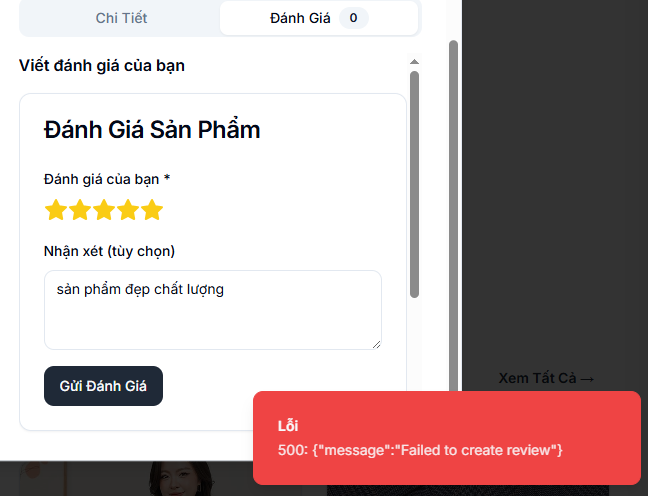 Chi Tiết
Đánh Giá 0
Viết đánh giá của bạn
Đánh Giá Sản Phẩm
Đánh giá của bạn *
Nhận xét (tùy chọn)
sản phẩm đẹp chất lượng
Gửi Đánh Giá
Xem Tất Cả →
Lỗi
500: {"message":"Failed to create review"}